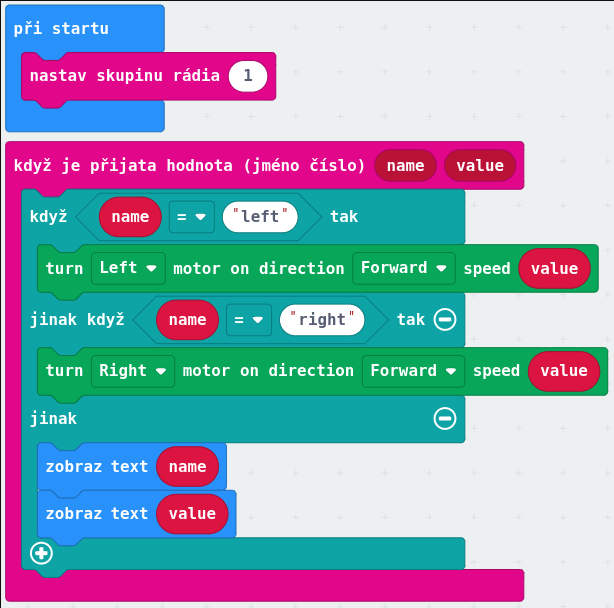 při startu
nastav skupinu rádia 1
když je přijata hodnota (jméno číslo) name value
když name = "left" tak
turn Left motor on direction Forward speed value
jinak když name = "right" tak
turn Right motor on direction Forward speed value
jinak
zobraz text name
zobraz text value